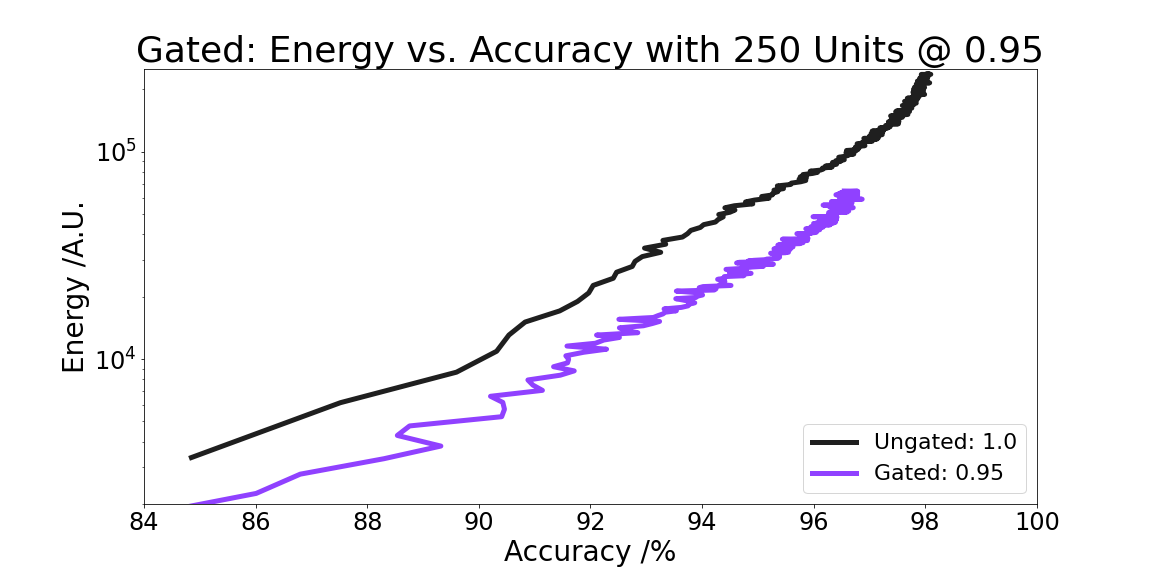 Gated: Energy vs. Accuracy with 250 Units @ 0.95
Energy /A.U.
10^5
10^4
Ungated: 1.0
Gated: 0.95
84 86 88 90 92 94 96 98 100
Accuracy /%